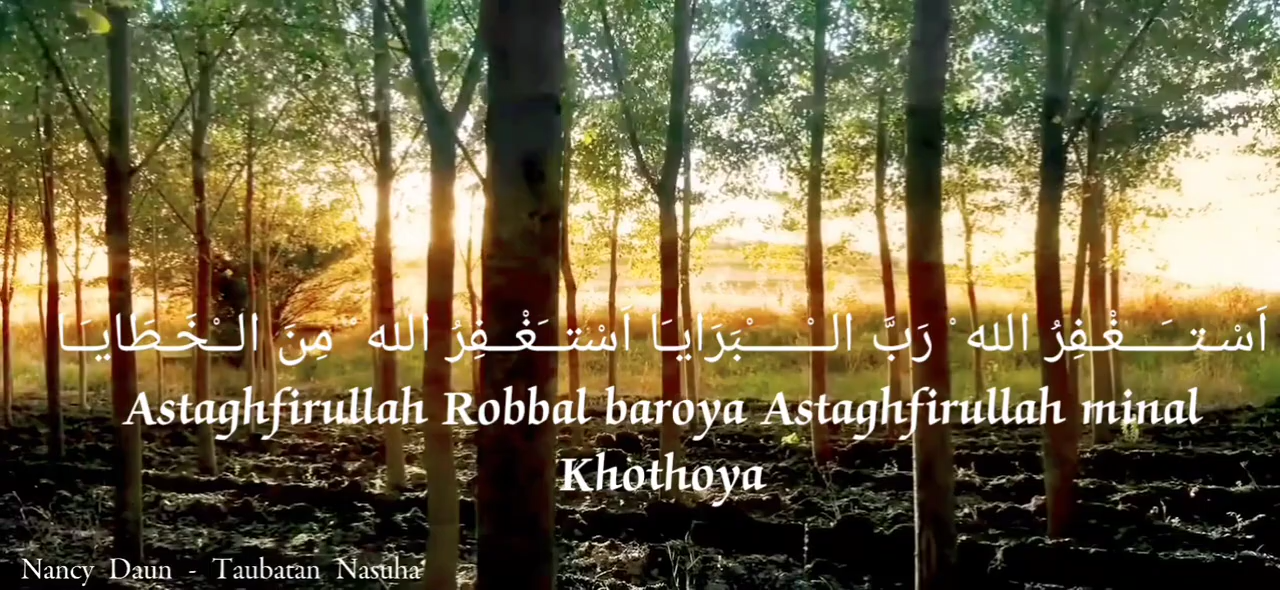 اَسْتَغْفِرُ الله ْ رَبَّ الْبَرَايَا اَسْتَغْفِرُ الله ْ مِنَ الْخَطَايَا
Astaghfirullah Robbal baroya Astaghfirullah minal
Khothoya
Nancy Daun - Taubatan Nasuha